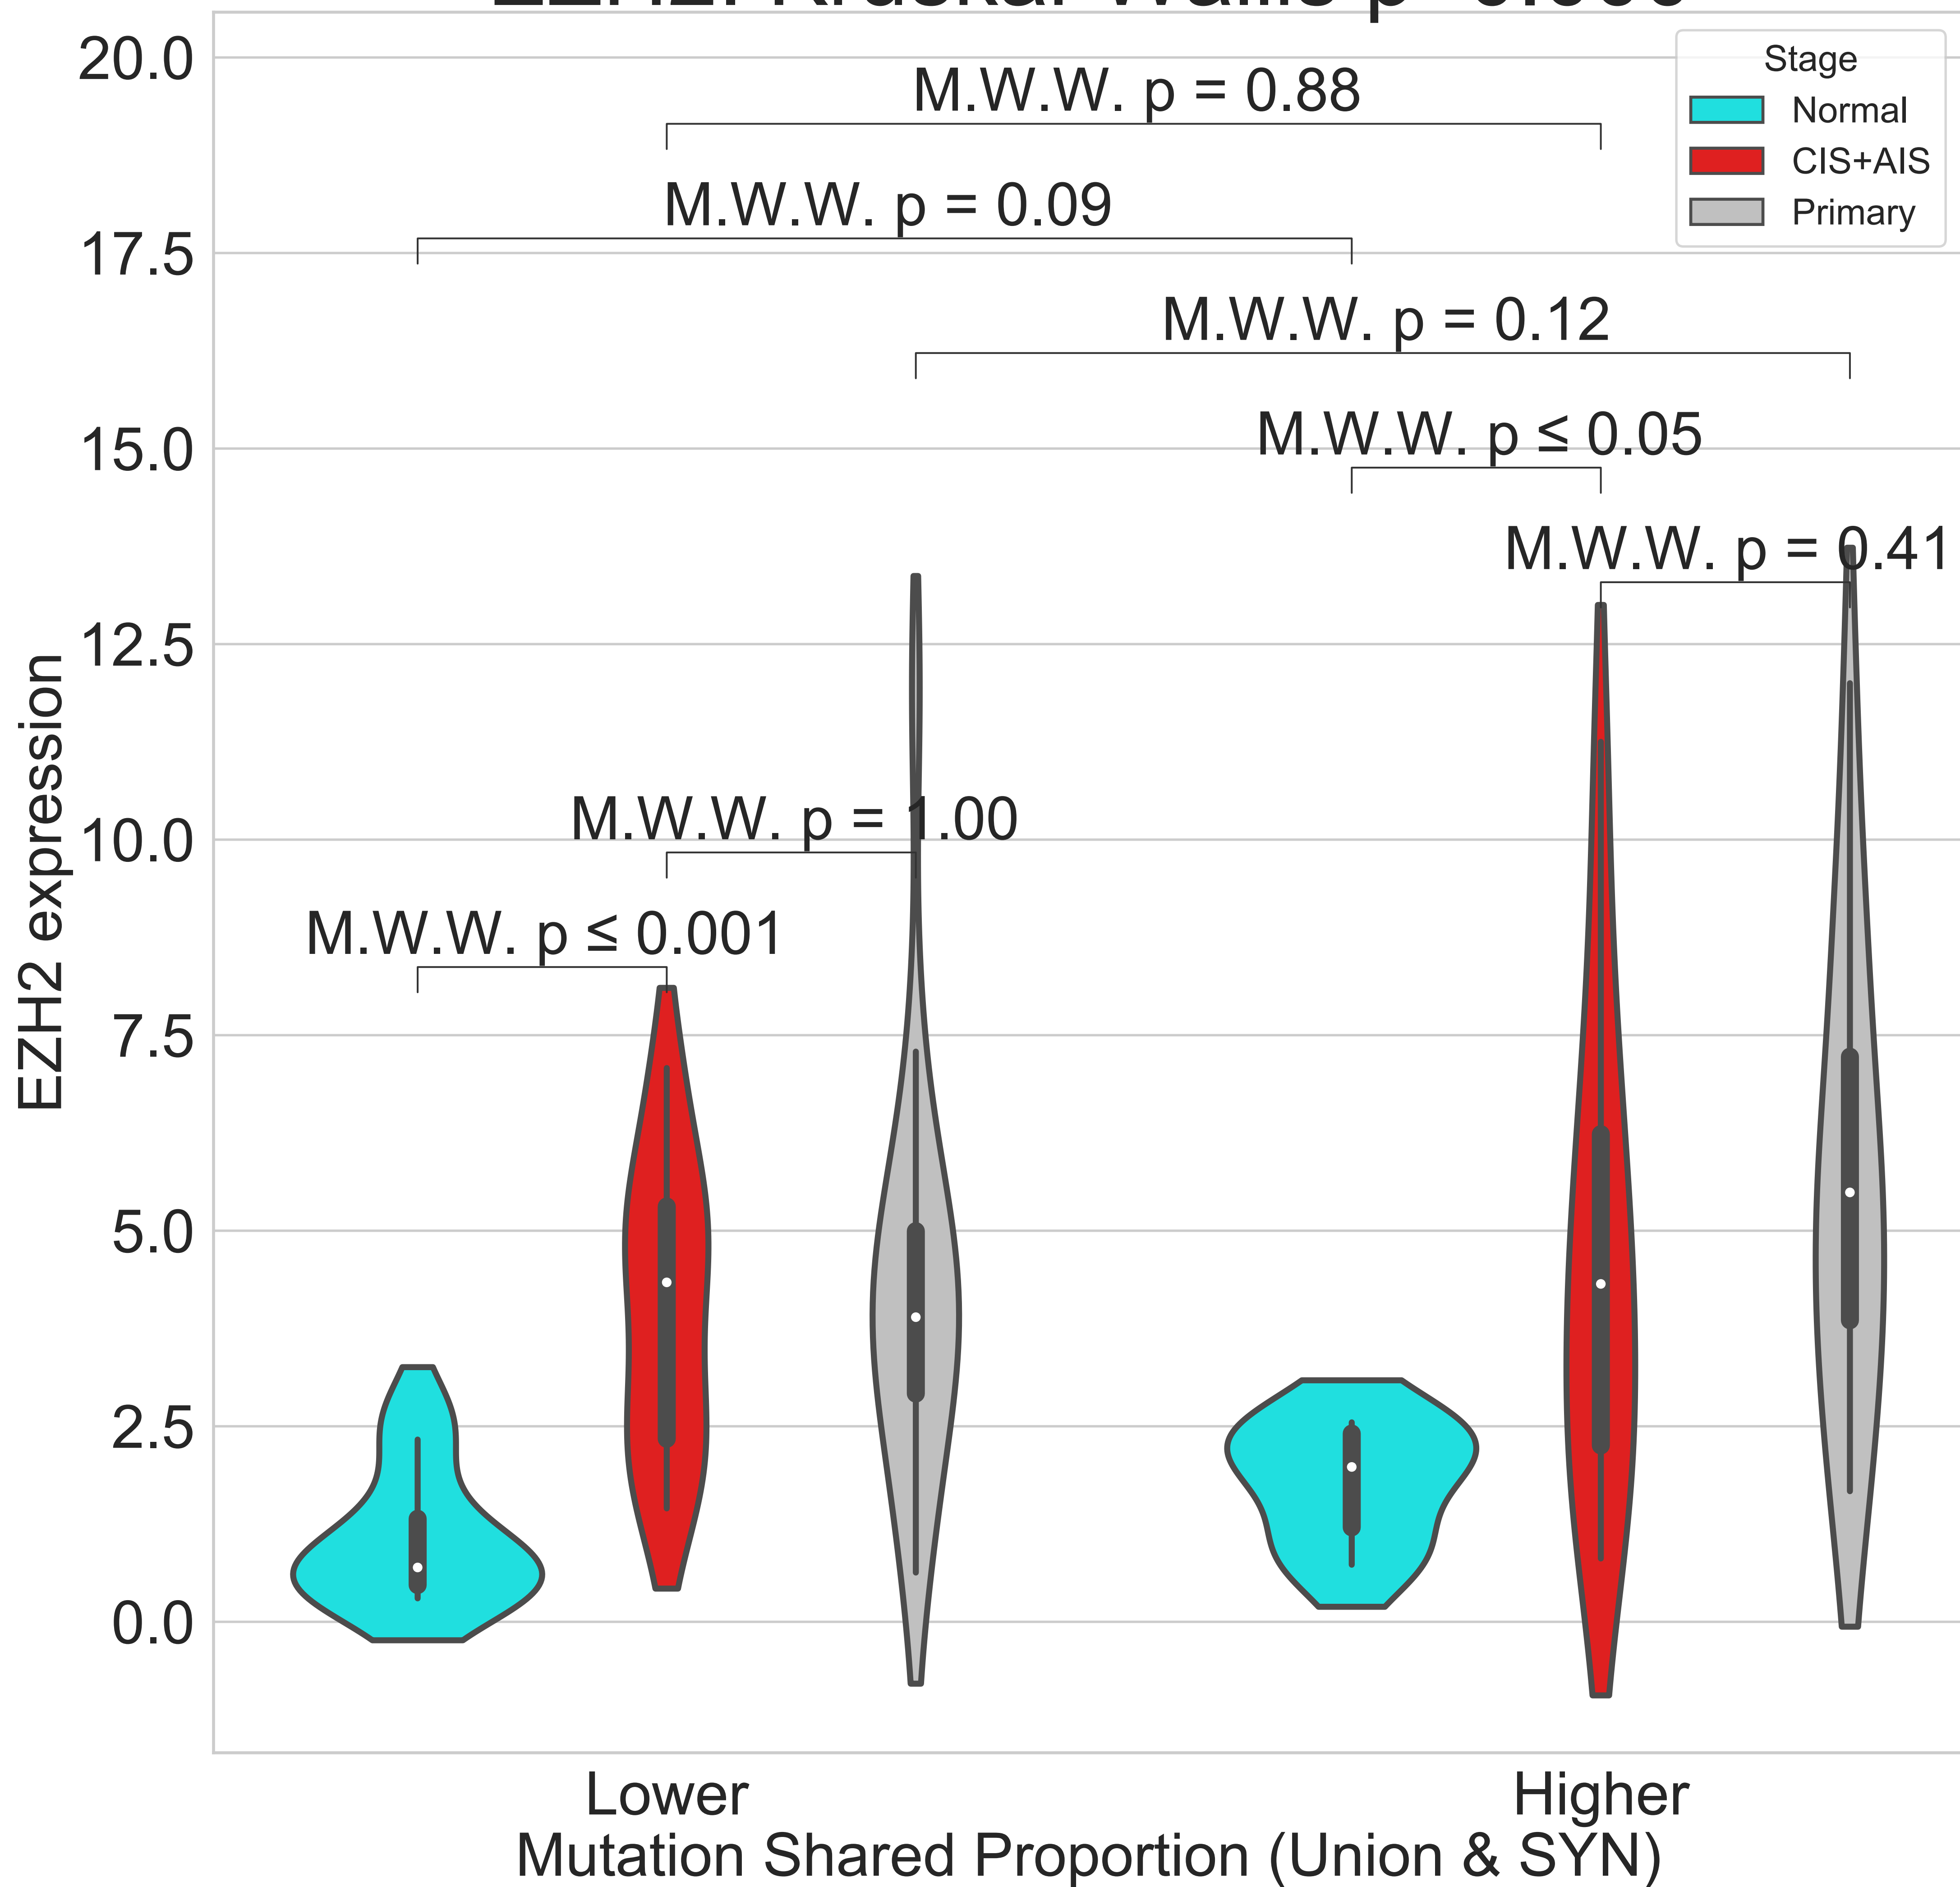 20.0
17.5
15.0
12.5
10.0
7.5
5.0
2.5
0.0
EZH2 expression
Stage
Normal
CIS+AIS
Primary
M.W.W. p = 0.88
M.W.W. p = 0.09
M.W.W. p = 0.12
M.W.W. p ≤ 0.05
M.W.W. p = 0.41
M.W.W. p = 1.00
M.W.W. p ≤ 0.001
Lower
Higher
Mutation Shared Proportion (Union & SYN)